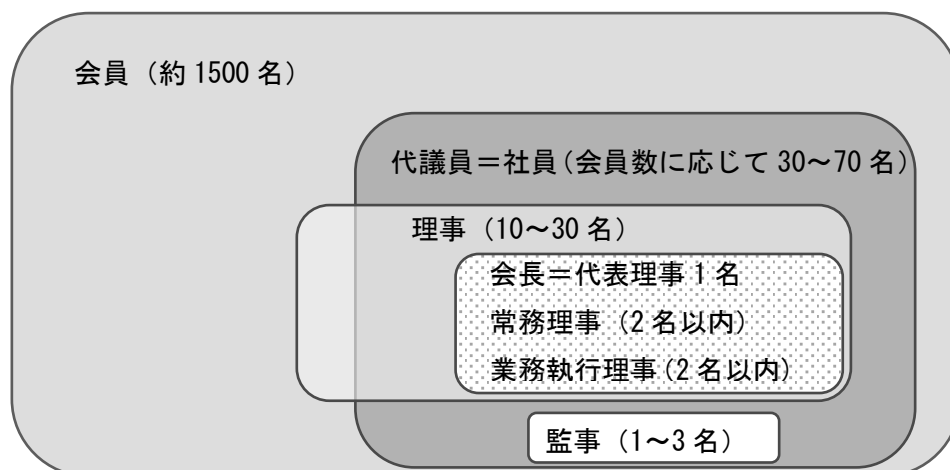 会員（約 1500 名）
代議員＝社員（会員数に応じて 30～70 名）
理事（10～30 名）
会長＝代表理事 1 名
常務理事（2 名以内）
業務執行理事（2 名以内）
監事（1～3 名）